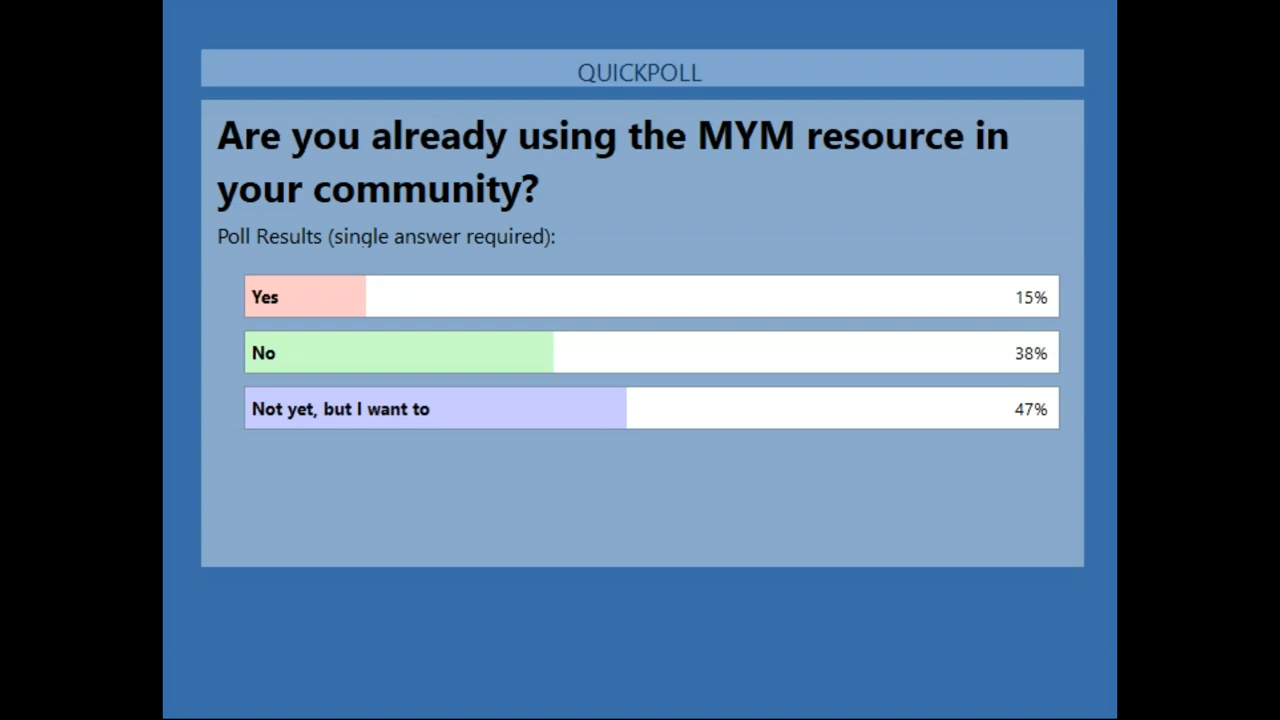 QUICKPOLL
Are you already using the MYM resource in
your community?
Poll Results (single answer required):
Yes 15%
No 38%
Not yet, but I want to 47%